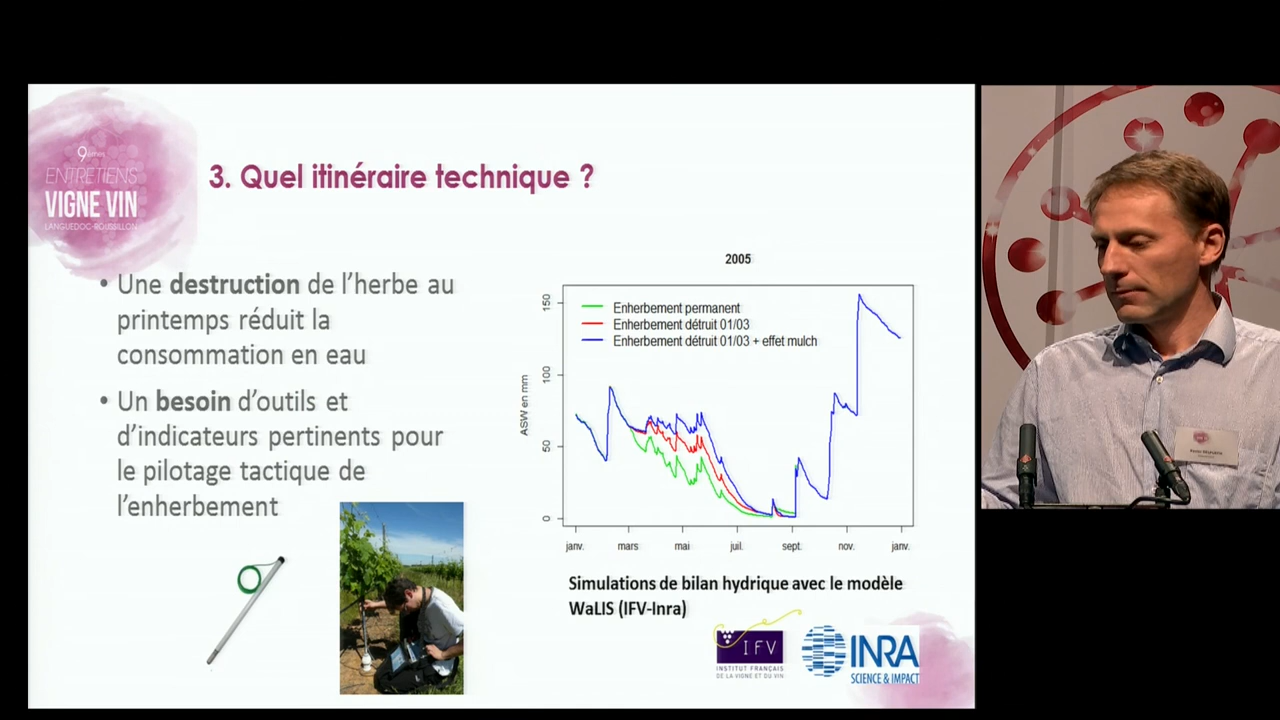 9èmes
ENTRETIENS
VIGNE VIN
LANGUEDOC-ROUSSILLON
3. Quel itinéraire technique ?
• Une destruction de l'herbe au
printemps réduit la
consommation en eau
• Un besoin d'outils et
d'indicateurs pertinents pour
le pilotage tactique de
l'enherbement
2005
Enherbement permanent
Enherbement détruit 01/03
Enherbement détruit 01/03 + effet mulch
ASW en mm
150
100
50
0
janv. mars mai juil. sept. nov. janv.
Simulations de bilan hydrique avec le modèle
WaLIS (IFV-Inra)
IFV
INSTITUT FRANÇAIS
DE LA VIGNE ET DU VIN
INRA
SCIENCE & IMPACT